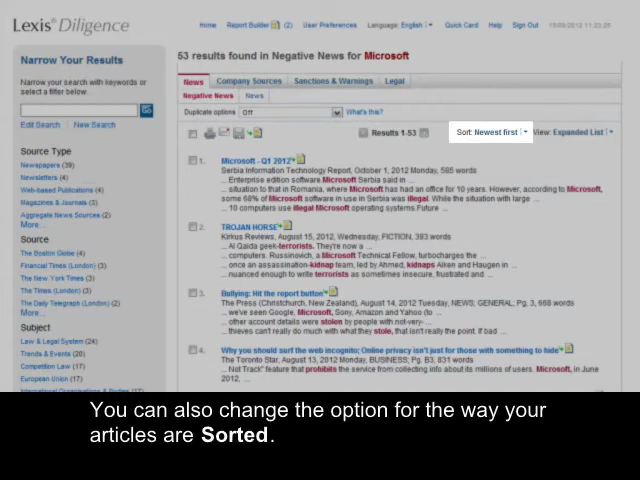 Lexis® Diligence
Home Report Builder (2) User Preferences Language: English Quick Card Help Sign Out
Narrow Your Results
Narrow your search with keywords or
select a filter below.
GO
Edit Search New Search
Source Type
Newspapers (39)
Newsletters (4)
Web-based Publications (4)
Magazines & Journals (3)
Aggregate News Sources (2)
More...
Source
The Boston Globe (4)
Financial Times (London) (3)
The New York Times (3)
The Times (London) (3)
The Daily Telegraph (London) (2)
More...
Subject
Law & Legal System (24)
Trends & Events (20)
Competition Law (17)
European Union (17)
53 results found in Negative News for Microsoft
News Company Sources Sanctions & Warnings Legal
Negative News News
Duplicate options Off What's this?
Results 1-53 Sort: Newest first View: Expanded List
1. Microsoft - Q1 2012
Serbia Information Technology Report, October 1, 2012 Monday, 585 words
... Enterprise edition software.Microsoft Serbia said in ...
... situation to that in Romania, where Microsoft has had an office for 10 years. However, according to Microsoft,
some 68% of Microsoft software in use in Serbia was illegal. While the situation with large ...
... 10 computers use illegal Microsoft operating systems.Future ...
2. TROJAN HORSE
Kirkus Reviews, August 15, 2012, Wednesday, FICTION, 383 words
... Al Qaida geek-terrorists. They're now a ...
... computers. Russinovich, a Microsoft Technical Fellow, turbocharges the ...
... once an assassination-kidnap team, led by Ahmed, kidnaps Aiken and Haugen in ...
... nuanced enough to write terrorists as sometimes insecure, frustrated and ...
3. Bullying: Hit the report button
The Press (Christchurch, New Zealand), August 14, 2012 Tuesday, NEWS; GENERAL; Pg. 3, 668 words
... we've seen Google, Microsoft, Sony, Amazon and Yahoo (to ...
... other account details were stolen by people with not-very- ...
... thieves can't really do much with what they stole, that isn't really the point. If bad ...
4. Why you should surf the web incognito; Online privacy isn't just for those with something to hide
The Toronto Star, August 13, 2012 Monday, BUSINESS; Pg. B3, 831 words
... Not Track" feature that prohibits the service from collecting info about its millions of users. Microsoft, in June
2012, ...
You can also change the option for the way your
articles are Sorted.